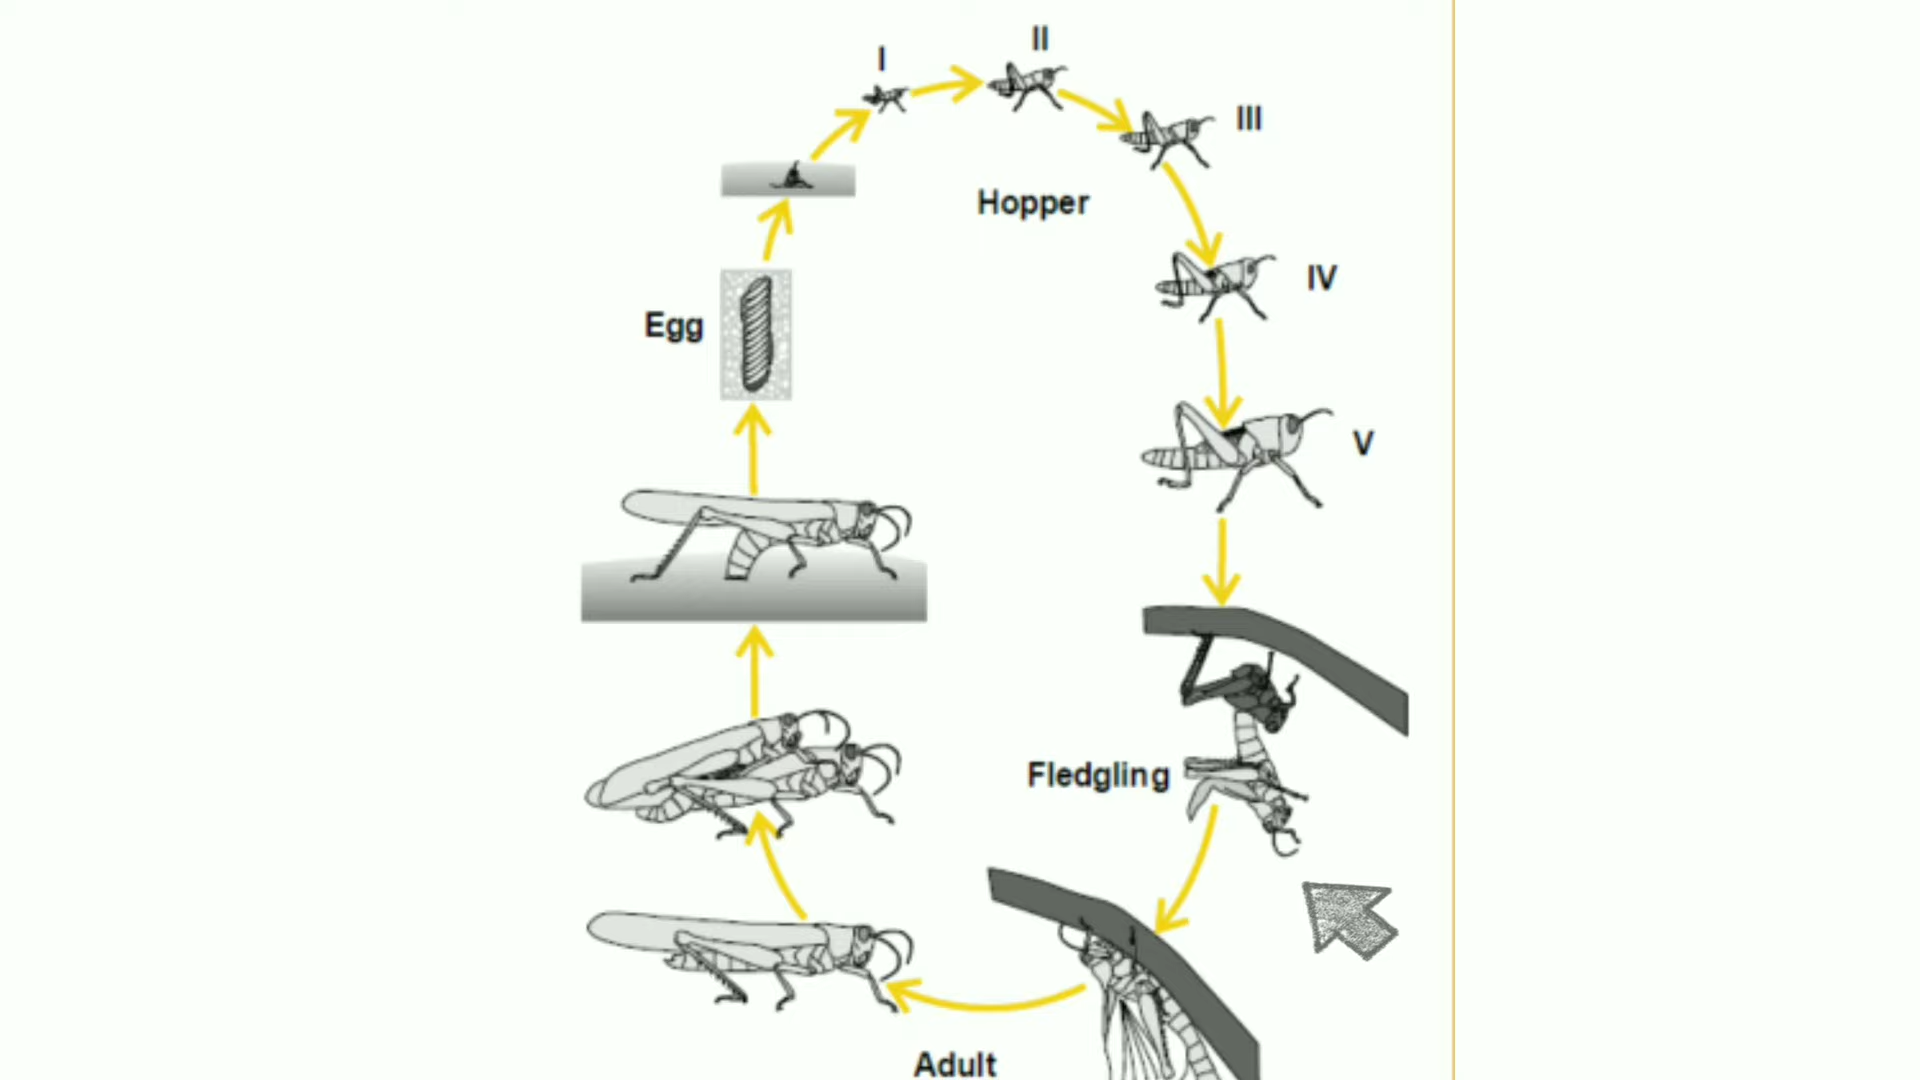 I
II
III
Hopper
IV
Egg
V
Fledgling
Adult